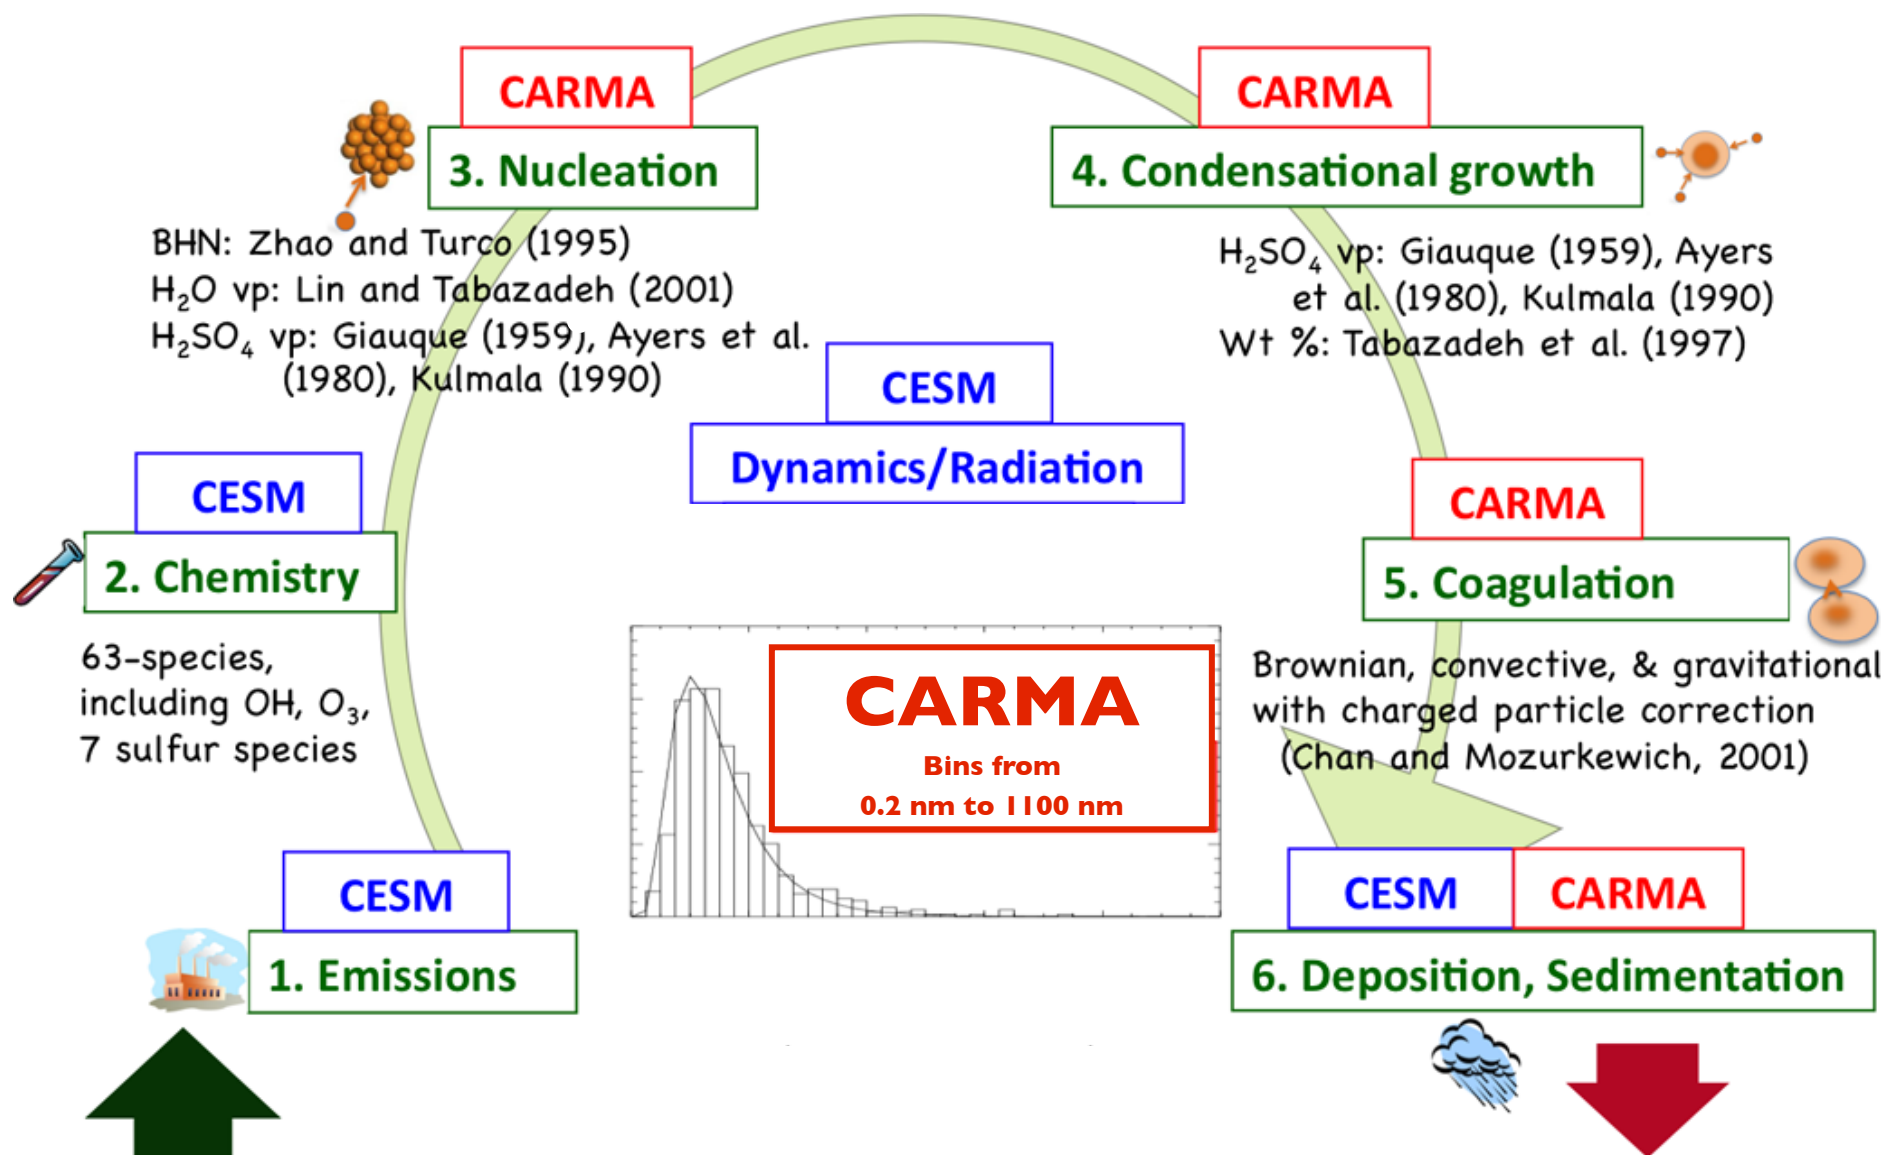 CARMA
3. Nucleation
BHN: Zhao and Turco (1995)
H₂O vp: Lin and Tabazadeh (2001)
H₂SO₄ vp: Giauque (1959), Ayers et al.
(1980), Kulmala (1990)
CARMA
4. Condensational growth
H₂SO₄ vp: Giauque (1959), Ayers
et al. (1980), Kulmala (1990)
Wt %: Tabazadeh et al. (1997)
CESM
Dynamics/Radiation
CESM
2. Chemistry
63-species,
including OH, O₃,
7 sulfur species
CARMA
5. Coagulation
Brownian, convective, & gravitational
with charged particle correction
(Chan and Mozurkewich, 2001)
CARMA
Bins from
0.2 nm to 1100 nm
CESM
1. Emissions
CESM CARMA
6. Deposition, Sedimentation